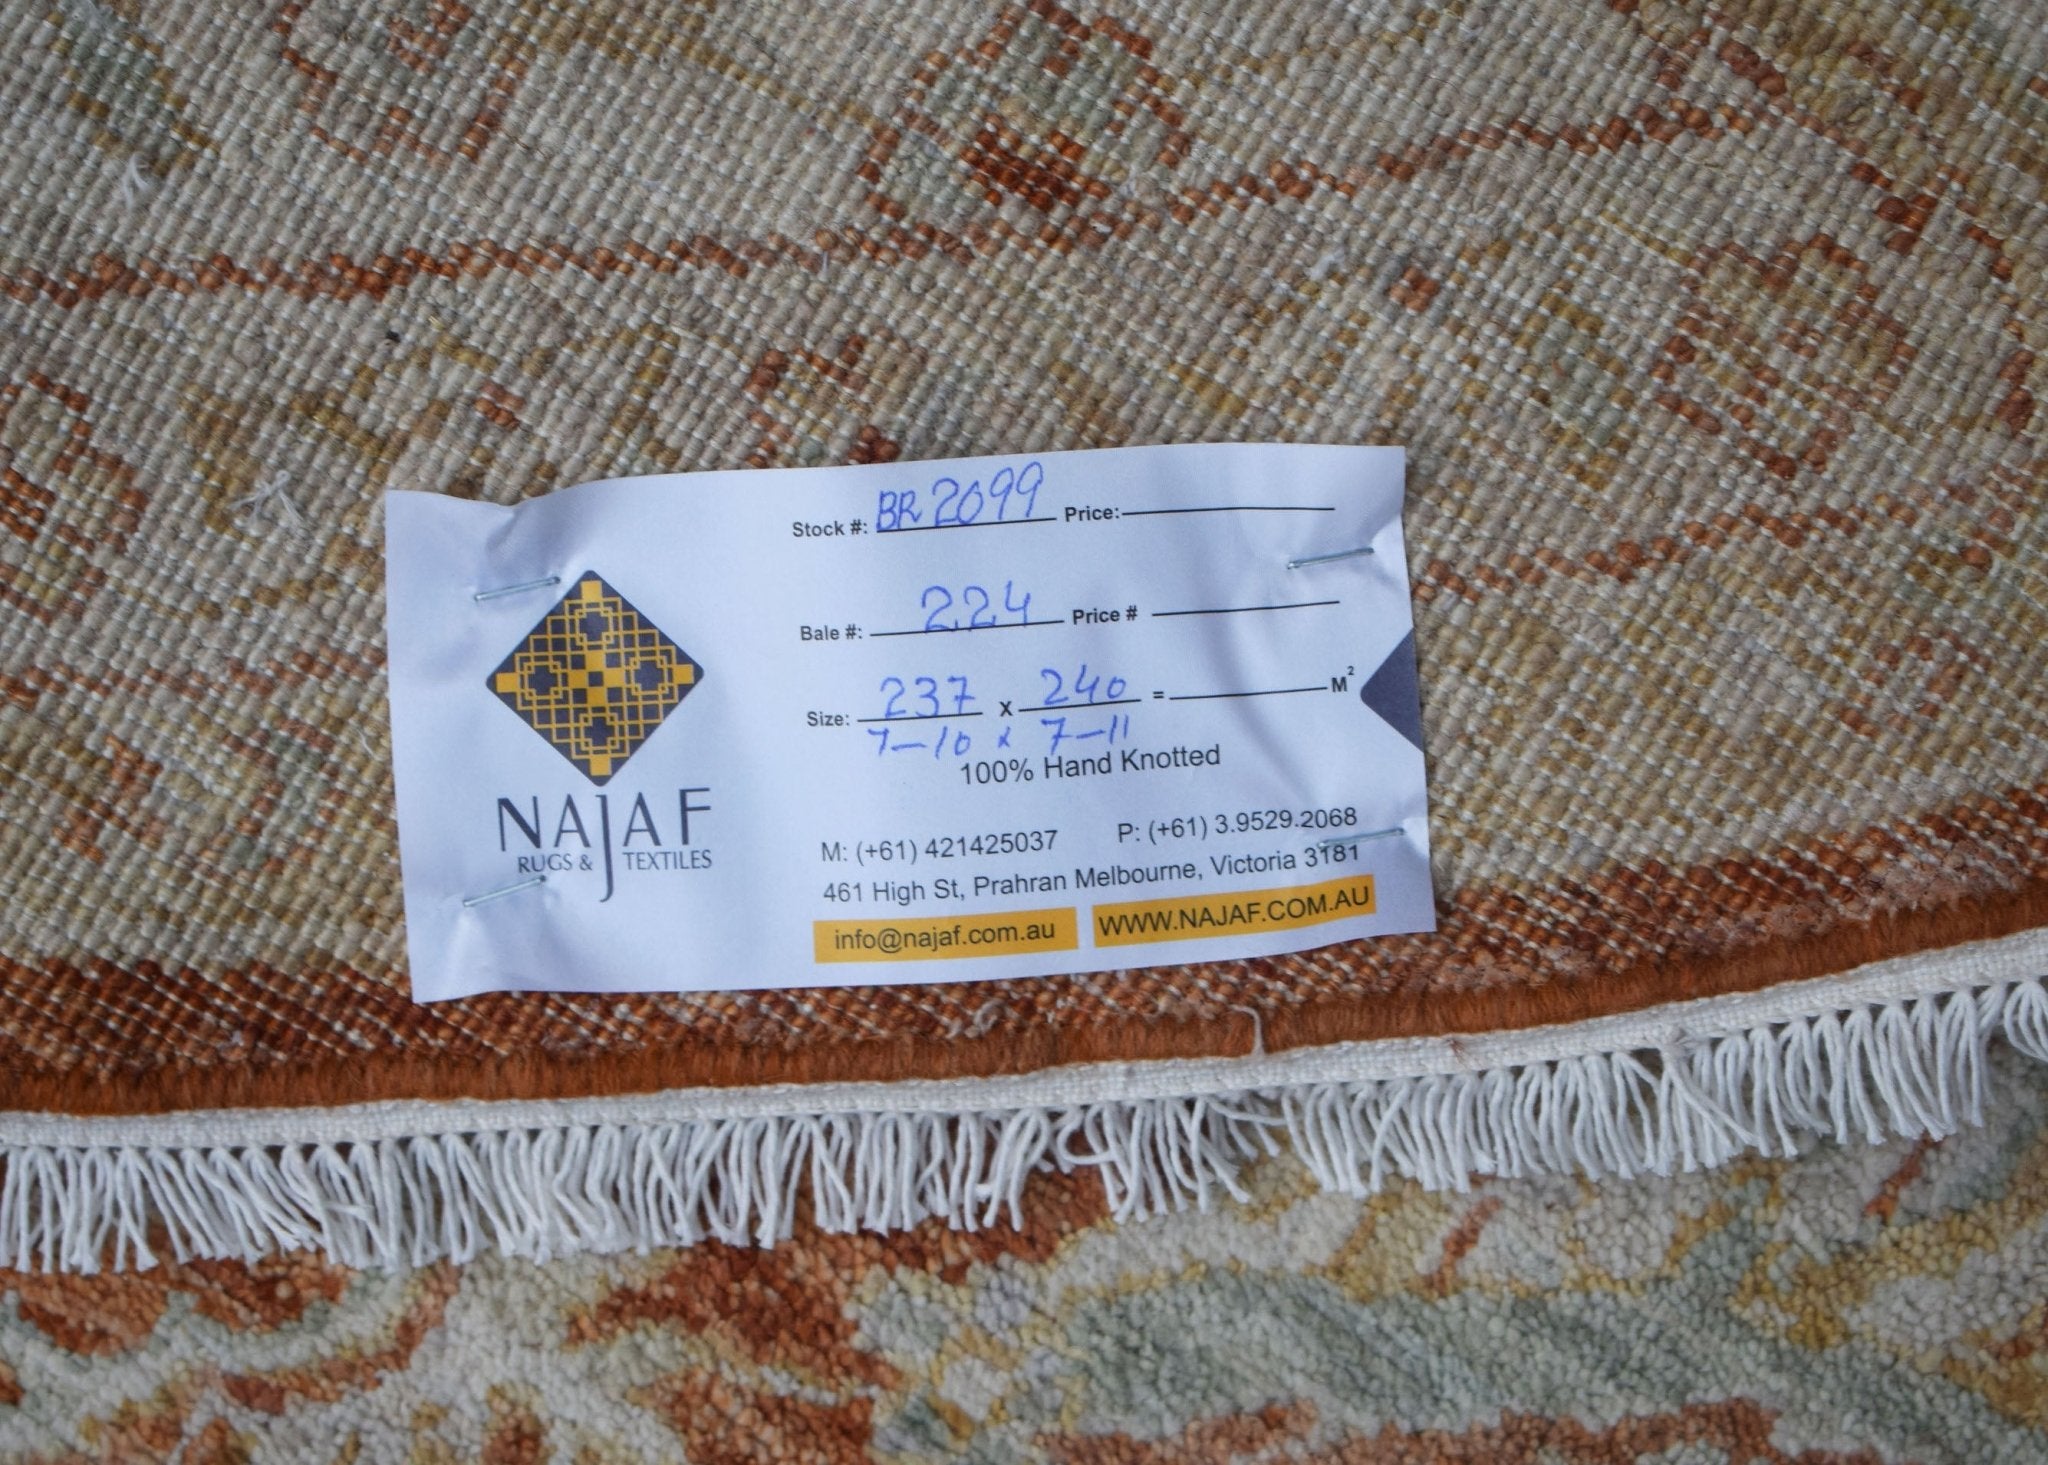 Stock #: BR 2099 Price:
Bale #: 224 Price #
Size: 237 x 240 = M²
7-10 x 7-11
100% Hand Knotted
NAJAF
RUGS & TEXTILES
M: (+61) 421425037 P: (+61) 3.9529.2068
461 High St, Prahran Melbourne, Victoria 3181
info@najaf.com.au WWW.NAJAF.COM.AU